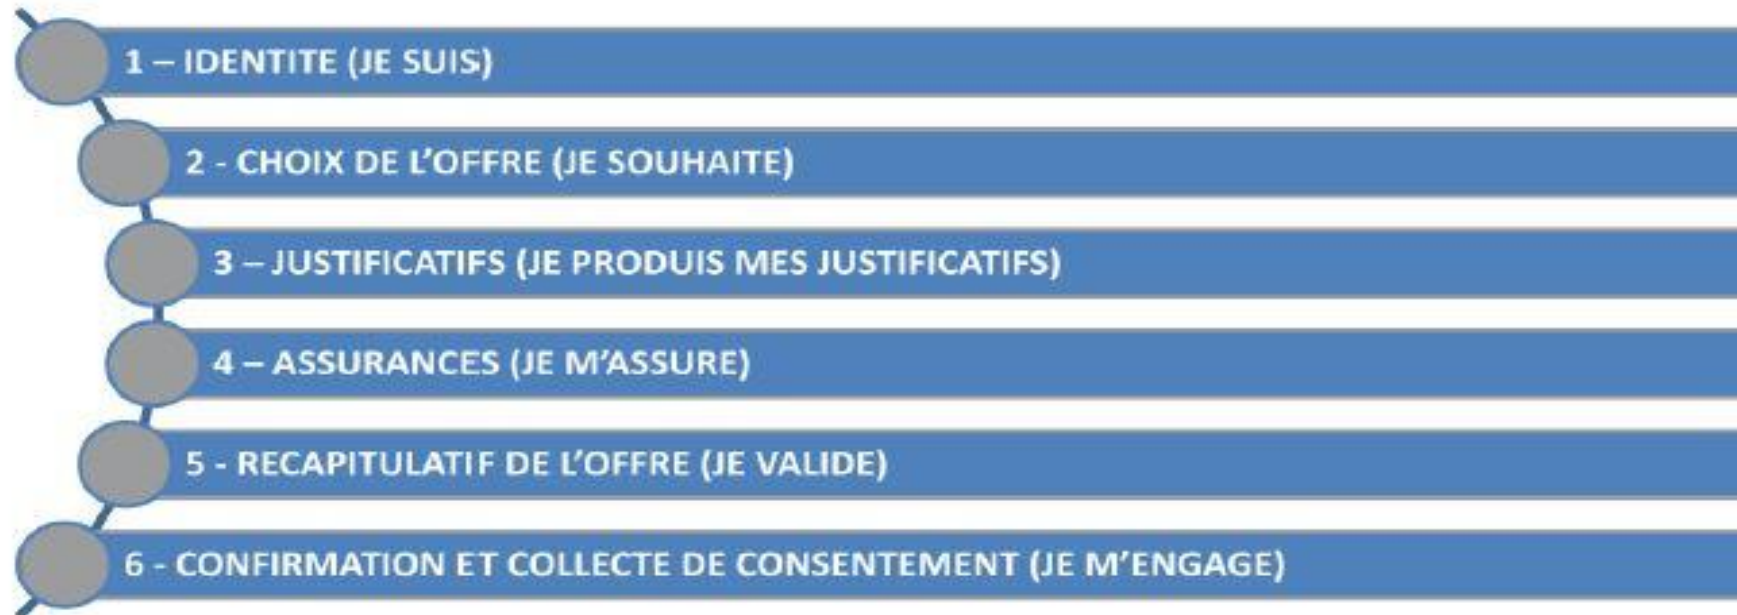 1 – IDENTITE (JE SUIS)
2 - CHOIX DE L’OFFRE (JE SOUHAITE)
3 – JUSTIFICATIFS (JE PRODUIS MES JUSTIFICATIFS)
4 – ASSURANCES (JE M’ASSURE)
5 - RECAPITULATIF DE L’OFFRE (JE VALIDE)
6 - CONFIRMATION ET COLLECTE DE CONSENTEMENT (JE M’ENGAGE)